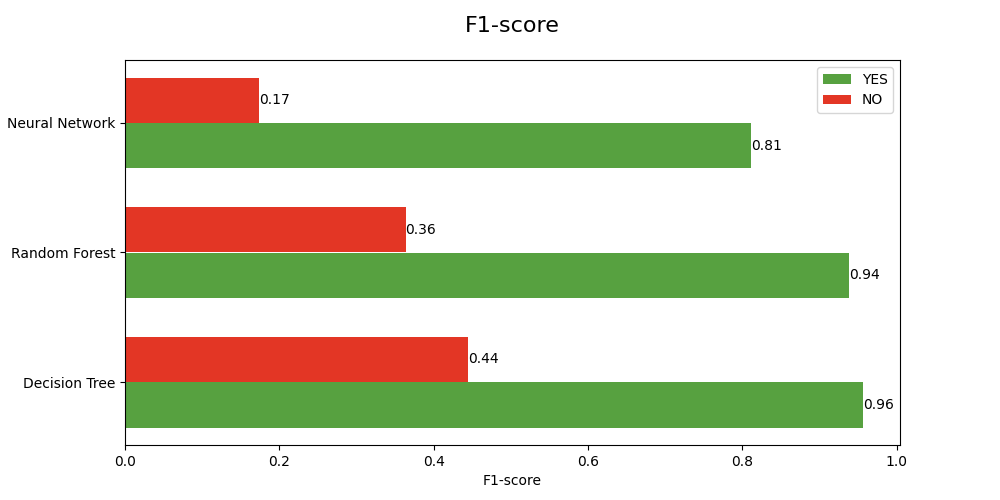 F1-score
YES
NO
Neural Network
0.17
0.81
Random Forest
0.36
0.94
Decision Tree
0.44
0.96
0.0 0.2 0.4 0.6 0.8 1.0
F1-score